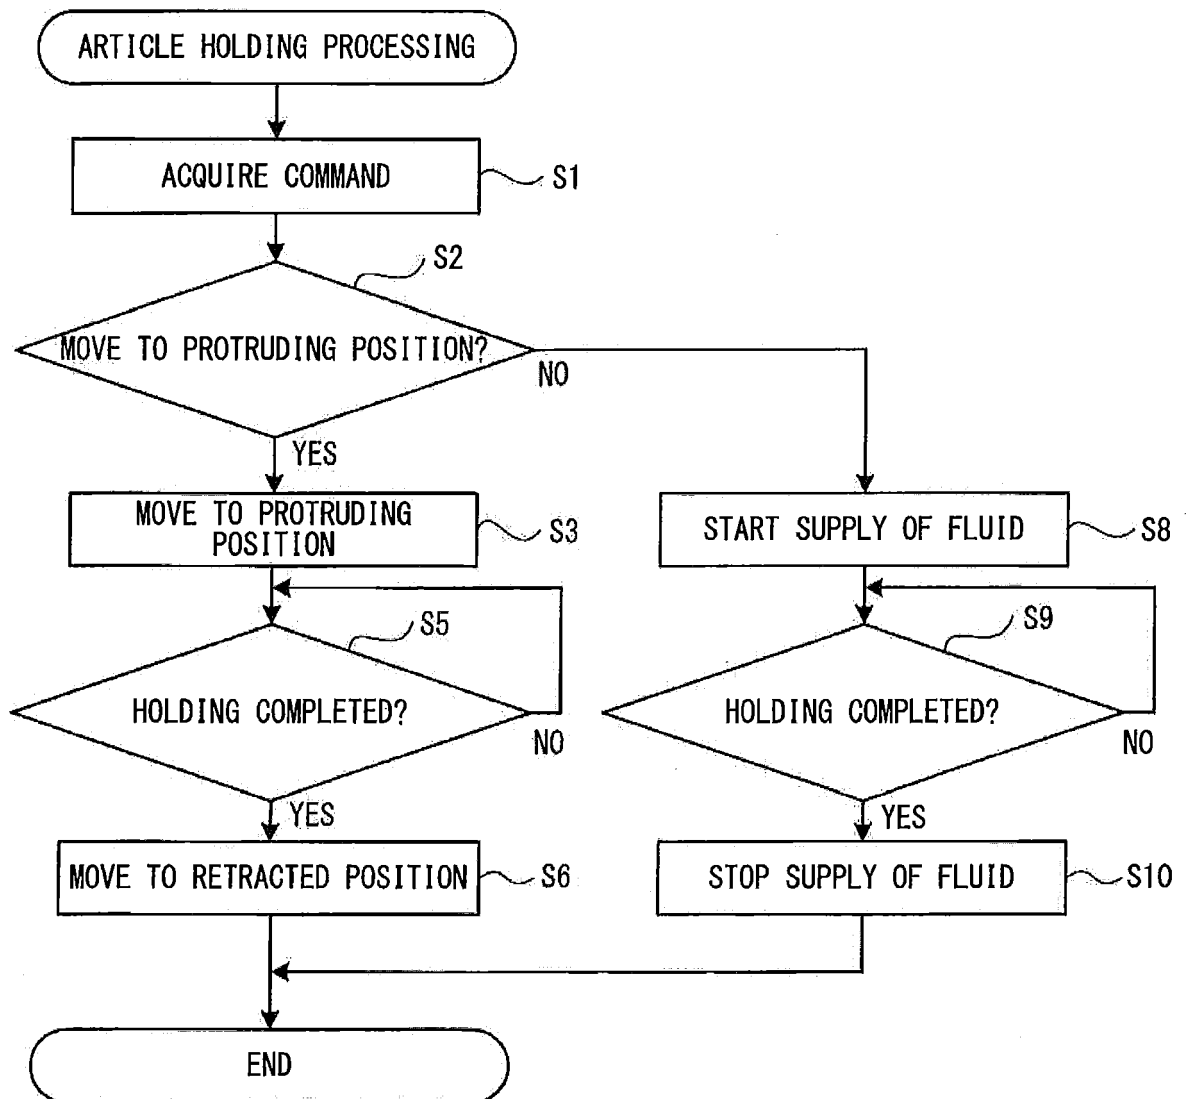 ARTICLE HOLDING PROCESSING
ACQUIRE COMMAND
S1
S2
MOVE TO PROTRUDING POSITION?
NO
YES
MOVE TO PROTRUDING
POSITION
S3
START SUPPLY OF FLUID
S8
S5
HOLDING COMPLETED?
NO
YES
S9
HOLDING COMPLETED?
NO
YES
MOVE TO RETRACTED POSITION
S6
STOP SUPPLY OF FLUID
S10
END